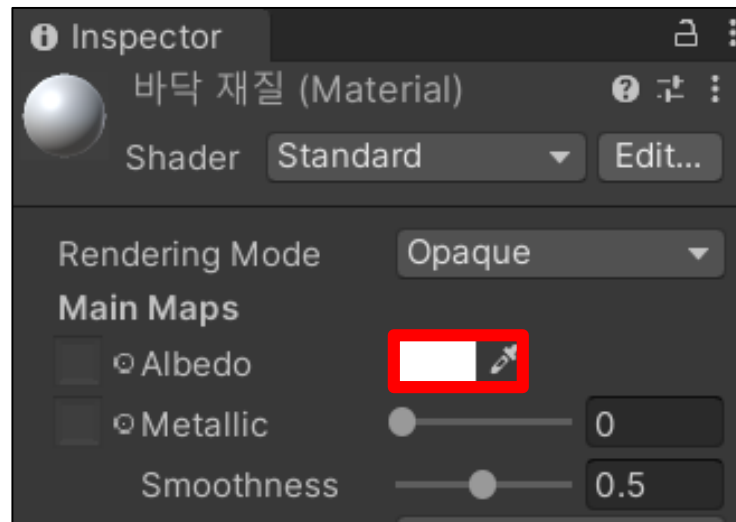 Inspector
바닥 재질 (Material)
Shader Standard Edit...
Rendering Mode Opaque
Main Maps
Albedo
Metallic 0
Smoothness 0.5